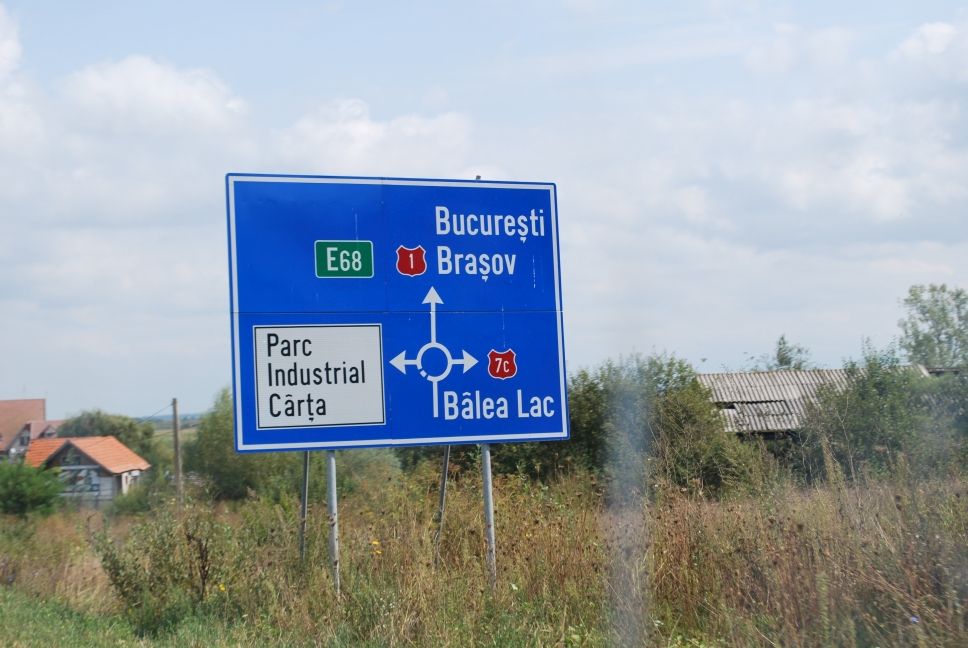 București
E68 1 Brașov
Parc
Industrial
Cârța
7c
Bâlea Lac